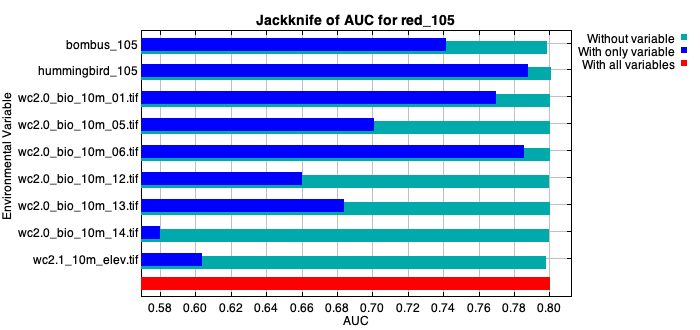 Jackknife of AUC for red_105
Without variable
With only variable
With all variables
Environmental Variable
bombus_105
hummingbird_105
wc2.0_bio_10m_01.tif
wc2.0_bio_10m_05.tif
wc2.0_bio_10m_06.tif
wc2.0_bio_10m_12.tif
wc2.0_bio_10m_13.tif
wc2.0_bio_10m_14.tif
wc2.1_10m_elev.tif
0.58 0.60 0.62 0.64 0.66 0.68 0.70 0.72 0.74 0.76 0.78 0.80
AUC